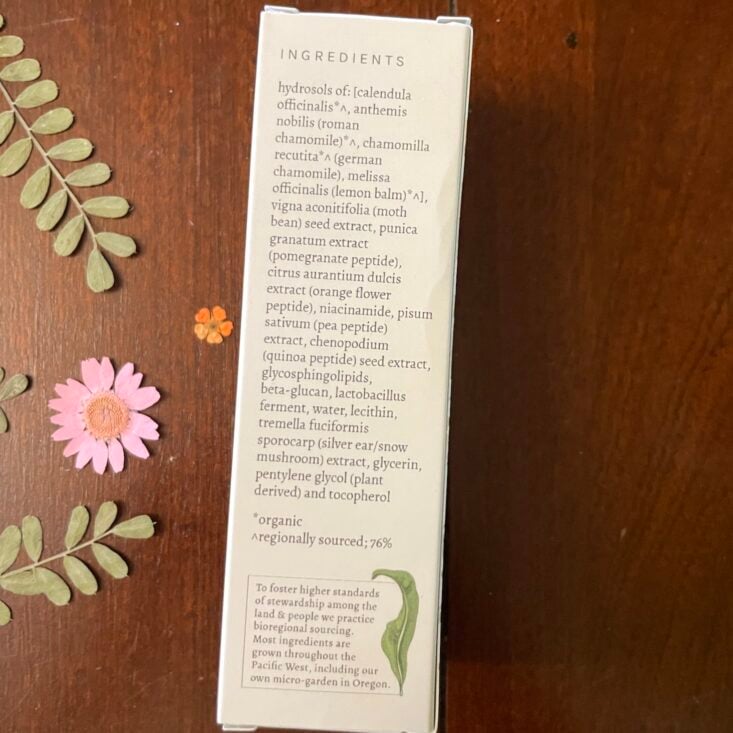 INGREDIENTS
hydrosols of: [calendula
officinalis*^, anthemis
nobilis (roman
chamomile)*^, chamomilla
recutita*^ (german
chamomile), melissa
officinalis (lemon balm)*^],
vigna aconitifolia (moth
bean) seed extract, punica
granatum extract
(pomegranate peptide),
citrus aurantium dulcis
extract (orange flower
peptide), niacinamide, pisum
sativum (pea peptide)
extract, chenopodium
(quinoa peptide) seed extract,
glycosphingolipids,
beta-glucan, lactobacillus
ferment, water, lecithin,
tremella fuciformis
sporocarp (silver ear/snow
mushroom) extract, glycerin,
pentylene glycol (plant
derived) and tocopherol
*organic
^regionally sourced; 76%
To foster higher standards
of stewardship among the
land & people we practice
bioregional sourcing.
Most ingredients are
grown throughout the
Pacific West, including our
own micro-garden in Oregon.